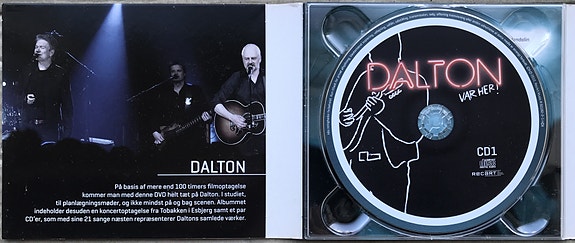 DALTON
På basis af mere end 100 timers filmoptagelse
kommer man med denne DVD helt tæt på Dalton. I studiet,
til planlægningsmøder, og ikke mindst på og bag scenen. Albummet
indeholder desuden en koncertoptagelse fra Tobakken i Esbjerg samt et par
CD'er, som med sine 21 sange næsten repræsenterer Daltons samlede værker.
DALTON
VAR HER!
CD1
RECART